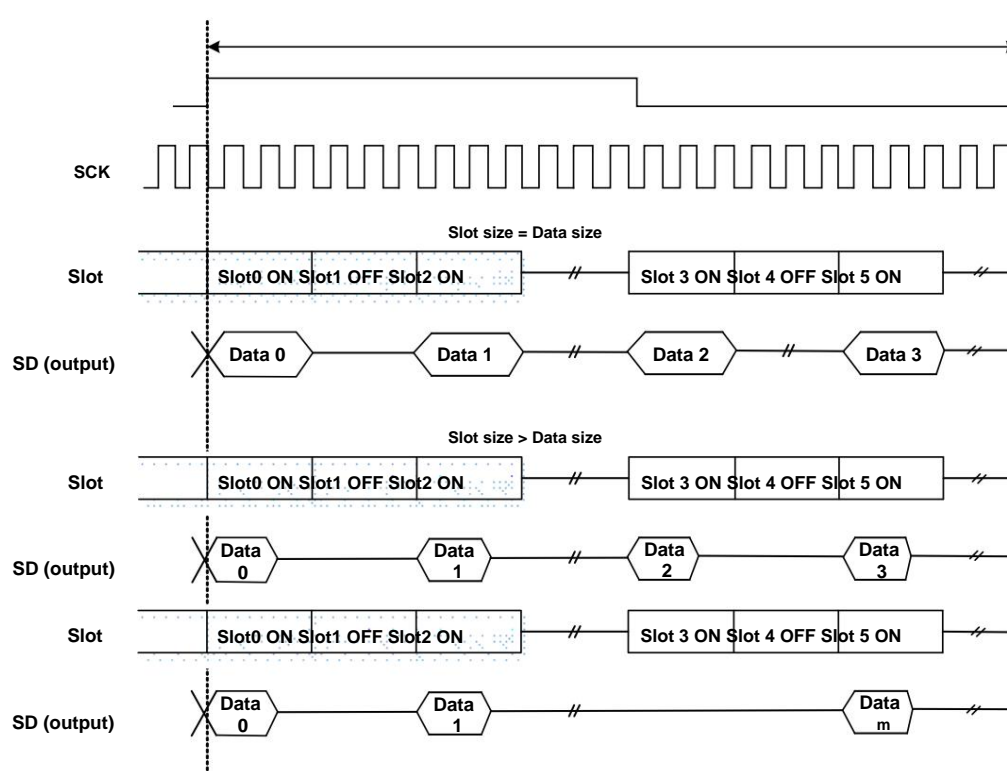 SCK
Slot size = Data size
Slot
Slot0 ON Slot1 OFF Slot2 ON
Slot 3 ON Slot 4 OFF Slot 5 ON
SD (output)
Data 0
Data 1
Data 2
Data 3
Slot size > Data size
Slot
Slot0 ON Slot1 OFF Slot2 ON
Slot 3 ON Slot 4 OFF Slot 5 ON
SD (output)
Data
0
Data
1
Data
2
Data
3
Slot
Slot0 ON Slot1 OFF Slot2 ON
Slot 3 ON Slot 4 OFF Slot 5 ON
SD (output)
Data
0
Data
1
Data
m